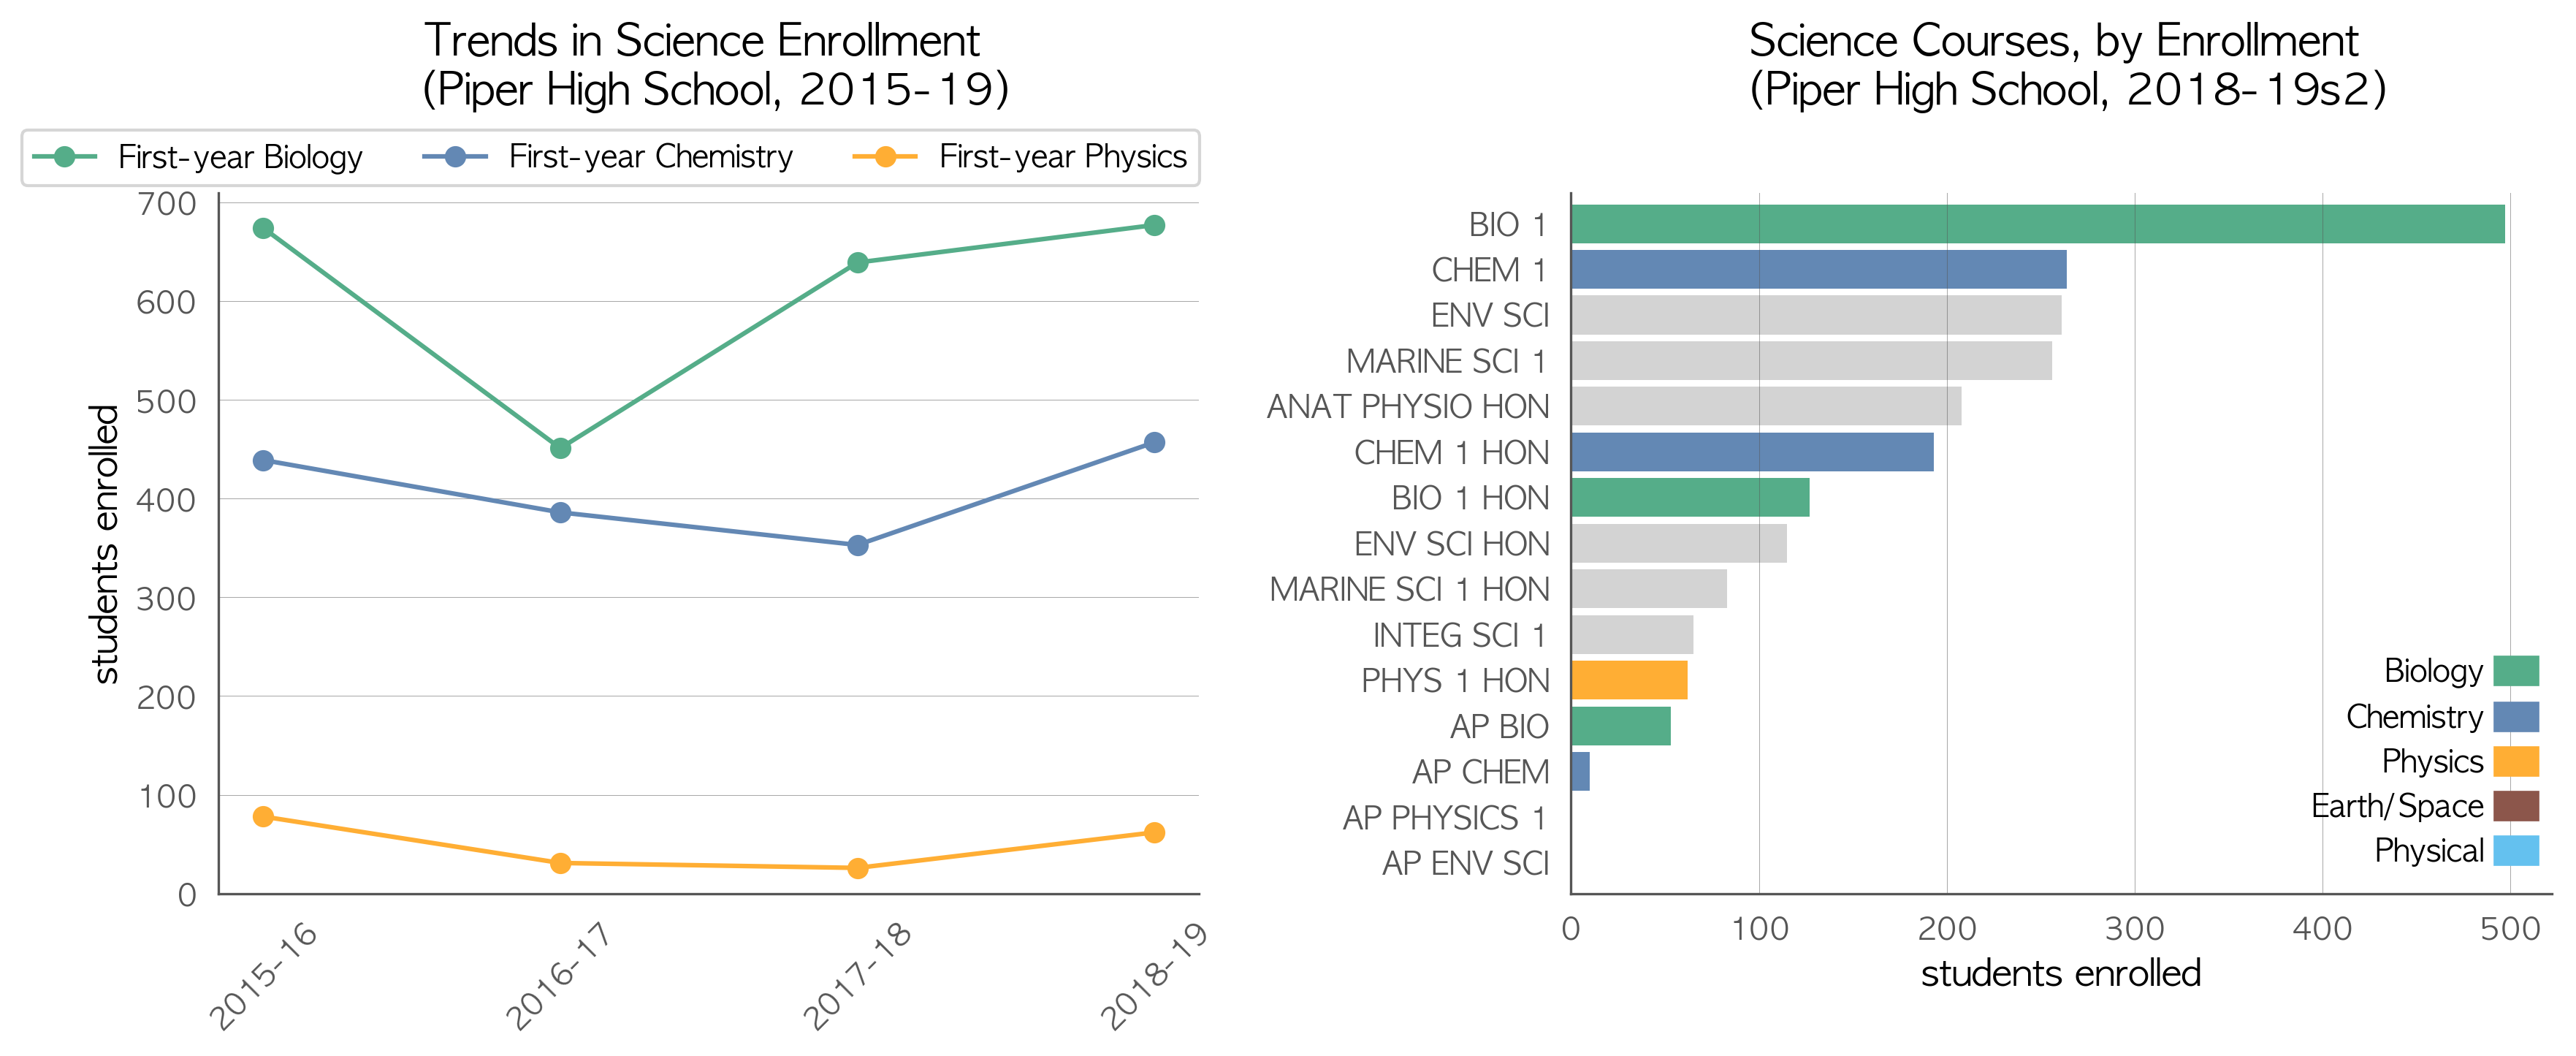 Trends in Science Enrollment
(Piper High School, 2015-19)
First-year Biology First-year Chemistry First-year Physics
700
600
500
400
300
200
100
0
students enrolled
2015-16
2016-17
2017-18
2018-19
Science Courses, by Enrollment
(Piper High School, 2018-19s2)
BIO 1
CHEM 1
ENV SCI
MARINE SCI 1
ANAT PHYSIO HON
CHEM 1 HON
BIO 1 HON
ENV SCI HON
MARINE SCI 1 HON
INTEG SCI 1
PHYS 1 HON
AP BIO
AP CHEM
AP PHYSICS 1
AP ENV SCI
Biology
Chemistry
Physics
Earth/Space
Physical
0 100 200 300 400 500
students enrolled